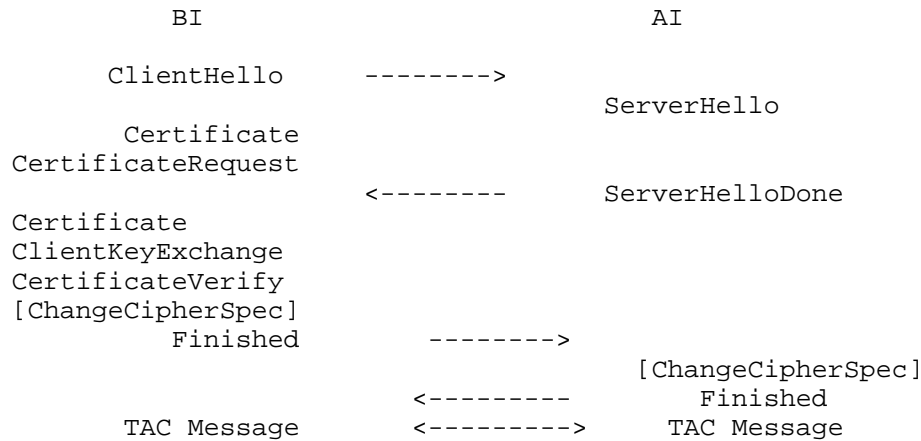 BI                                AI
ClientHello     -------->
ServerHello
Certificate
CertificateRequest
<--------     ServerHelloDone
Certificate
ClientKeyExchange
CertificateVerify
[ChangeCipherSpec]
Finished        -------->
[ChangeCipherSpec]
<---------        Finished
TAC Message       <--------->     TAC Message